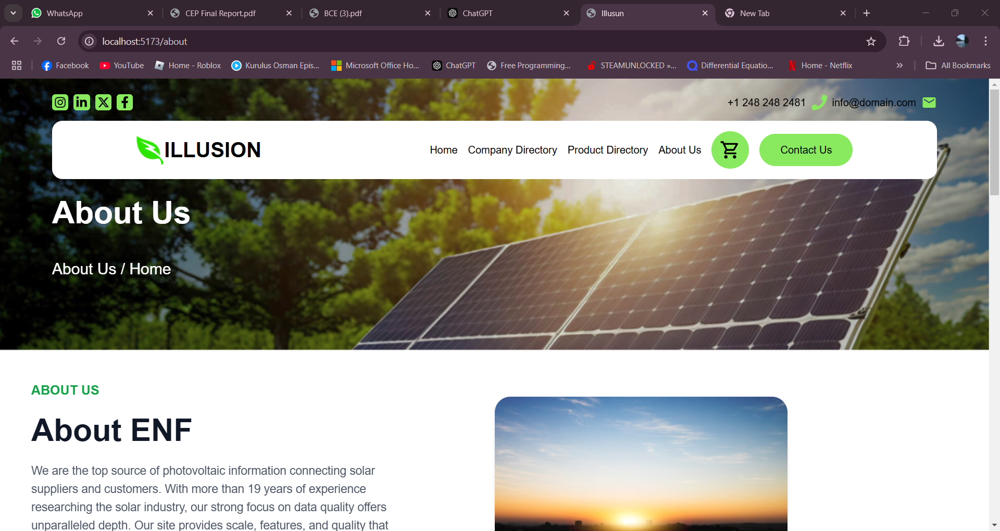 WhatsApp
CEP Final Report.pdf
BCE (3).pdf
ChatGPT
Illusun
New Tab
localhost:5173/about
Facebook
YouTube
Home - Roblox
Kurulus Osman Epis...
Microsoft Office Ho...
ChatGPT
Free Programming...
STEAMUNLOCKED »...
Differential Equatio...
Home - Netflix
All Bookmarks
+1 248 248 2481
info@domain.com
ILLUSION
Home
Company Directory
Product Directory
About Us
Contact Us
About Us
About Us / Home
ABOUT US
About ENF
We are the top source of photovoltaic information connecting solar
suppliers and customers. With more than 19 years of experience
researching the solar industry, our strong focus on data quality offers
unparalleled depth. Our site provides scale, features, and quality that